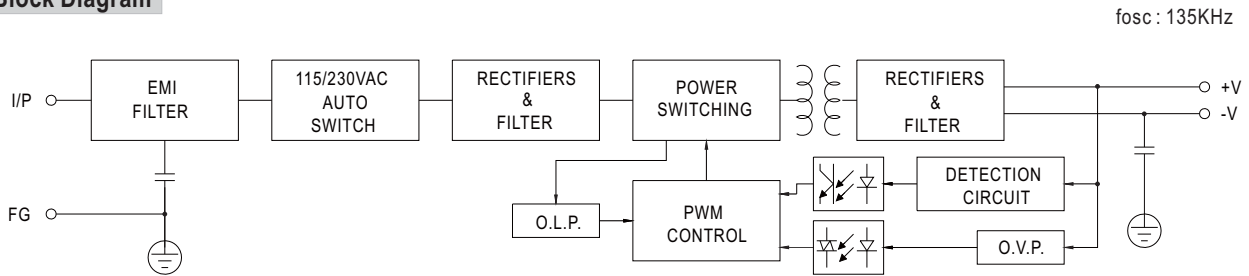 Block Diagram
fosc : 135KHz
I/P
EMI
FILTER
115/230VAC
AUTO
SWITCH
RECTIFIERS
&
FILTER
POWER
SWITCHING
RECTIFIERS
&
FILTER
+V
-V
FG
O.L.P.
PWM
CONTROL
DETECTION
CIRCUIT
O.V.P.